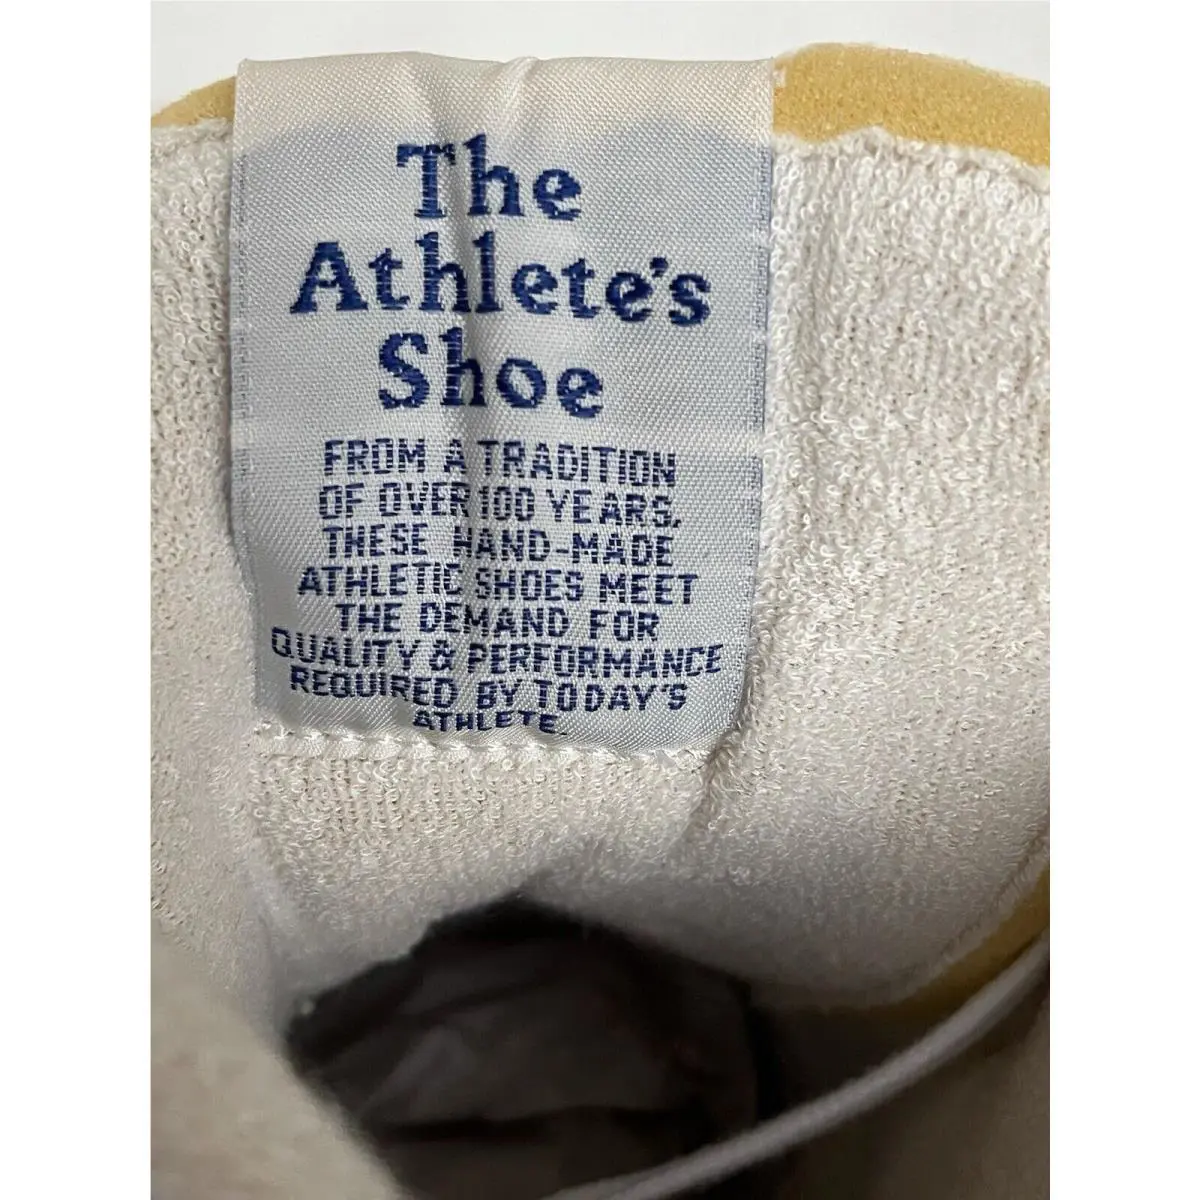 The
Athlete's
Shoe
FROM A TRADITION
OF OVER 100 YEARS,
THESE HAND-MADE
ATHLETIC SHOES MEET
THE DEMAND FOR
QUALITY & PERFORMANCE
REQUIRED BY TODAY'S
ATHLETE.